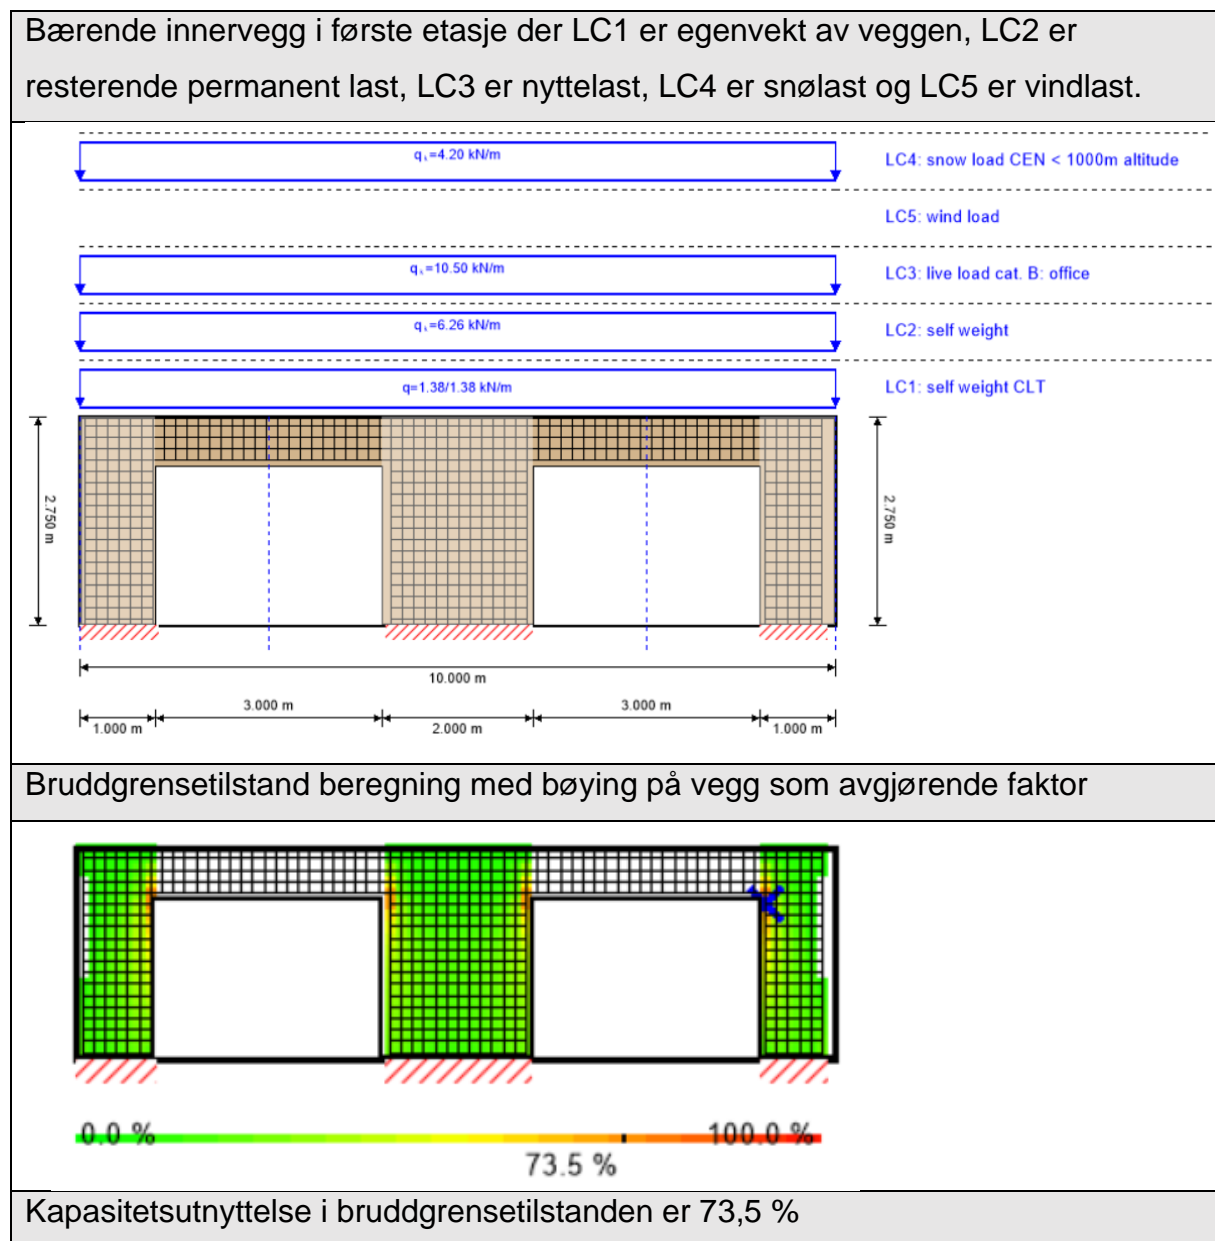 Bærende innervegg i første etasje der LC1 er egenvekt av veggen, LC2 er
resterende permanent last, LC3 er nyttelast, LC4 er snølast og LC5 er vindlast.
qₖ=4.20 kN/m
LC4: snow load CEN < 1000m altitude
LC5: wind load
qₖ=10.50 kN/m
LC3: live load cat. B: office
qₖ=6.26 kN/m
LC2: self weight
q=1.38/1.38 kN/m
LC1: self weight CLT
2.750 m
2.750 m
10.000 m
1.000 m
3.000 m
2.000 m
3.000 m
1.000 m
Bruddgrensetilstand beregning med bøying på vegg som avgjørende faktor
0.0 %
100.0 %
73.5 %
Kapasitetsutnyttelse i bruddgrensetilstanden er 73,5 %